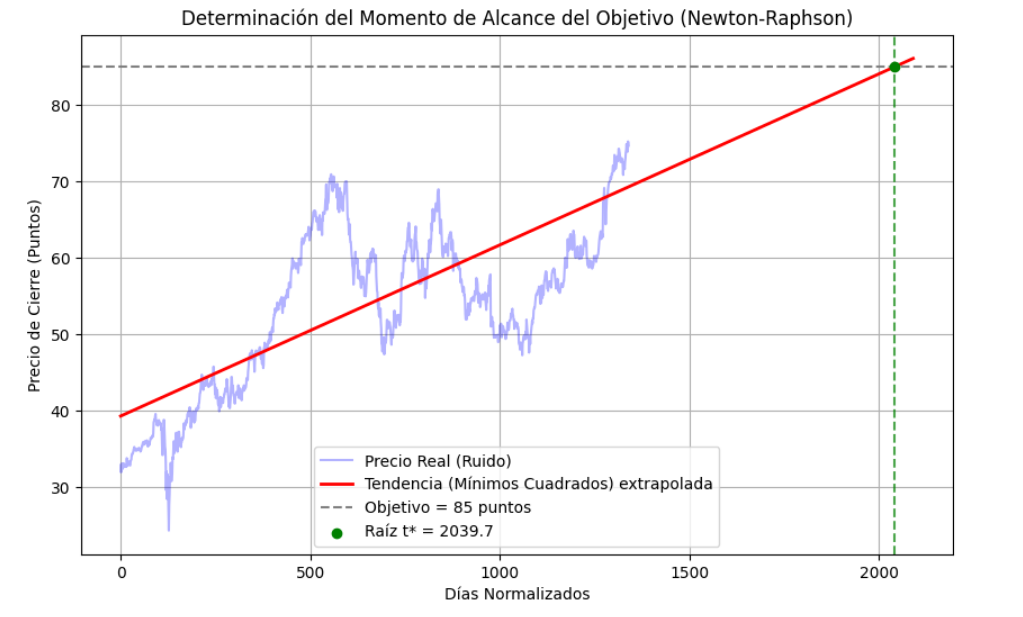 Determinación del Momento de Alcance del Objetivo (Newton-Raphson)
Precio de Cierre (Puntos)
80
70
60
50
40
30
Precio Real (Ruido)
Tendencia (Mínimos Cuadrados) extrapolada
Objetivo = 85 puntos
Raíz t* = 2039.7
0 500 1000 1500 2000
Días Normalizados